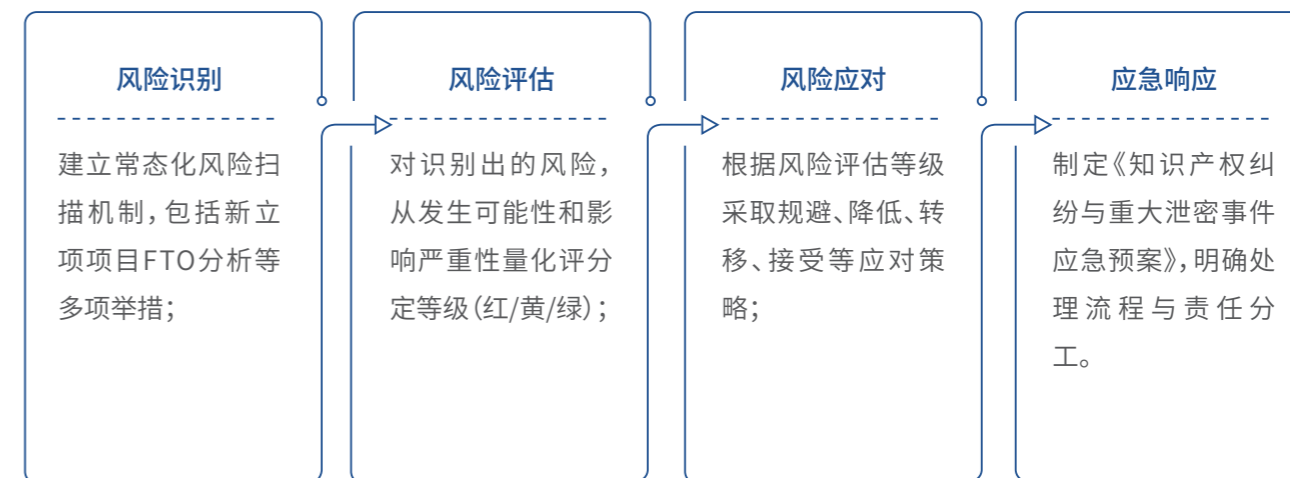 风险识别
建立常态化风险扫
描机制，包括新立
项项目FTO分析等
多项举措；
风险评估
对识别出的风险，
从发生可能性和影
响严重性量化评分
定等级（红/黄/绿）；
风险应对
根据风险评估等级
采取规避、降低、转
移、接受等应对策
略；
应急响应
制定《知识产权纠
纷与重大泄密事件
应急预案》，明确处
理流程与责任分
工。